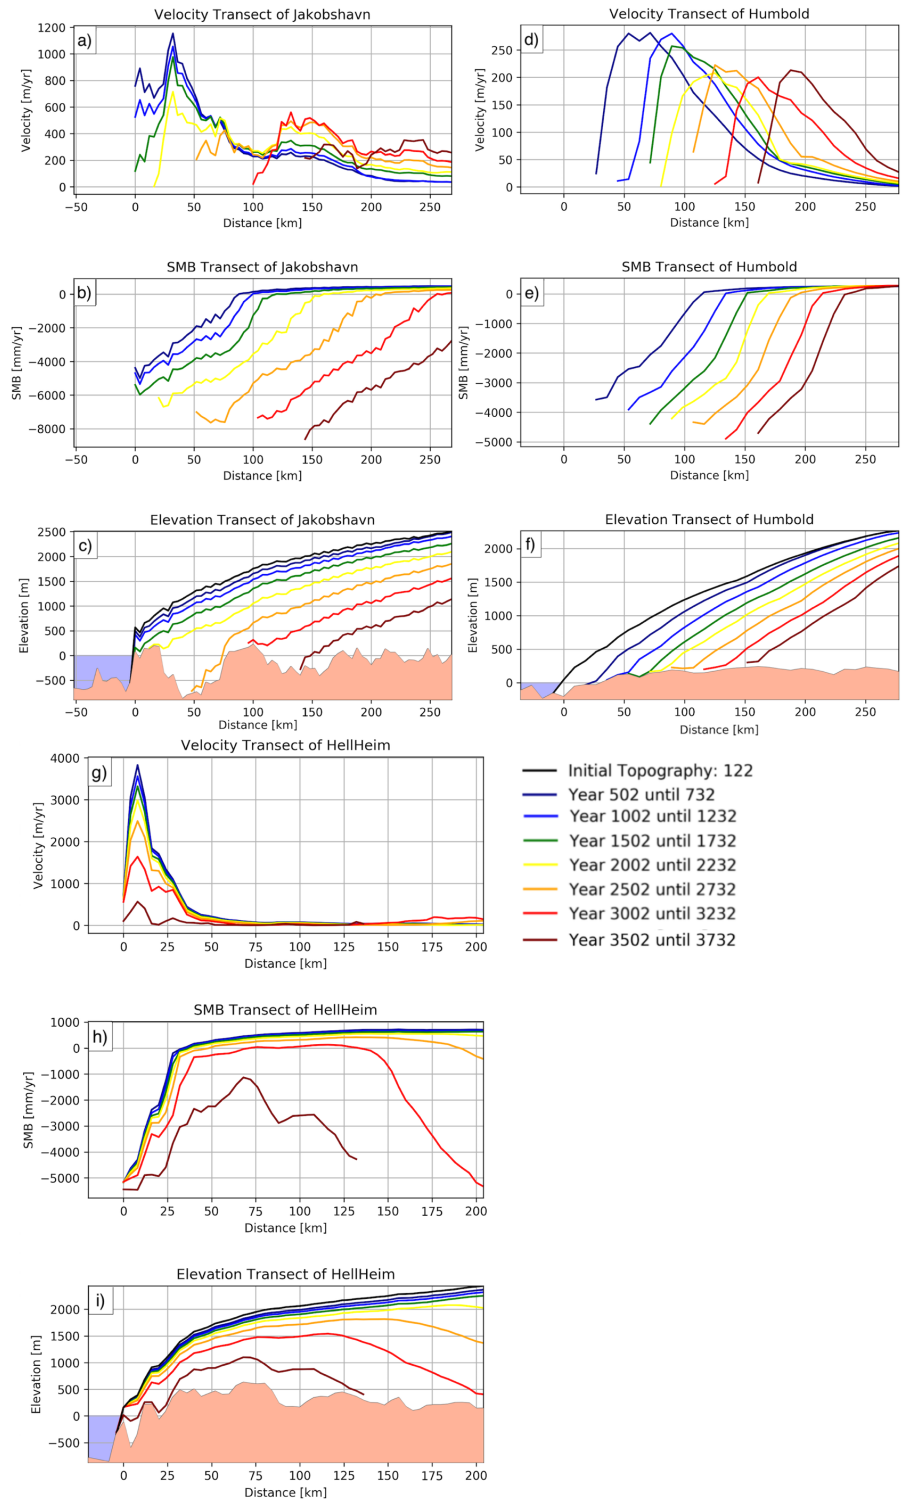 Velocity Transect of Jakobshavn
a)
1200
1000
800
600
400
200
0
Velocity [m/yr]
−50 0 50 100 150 200 250
Distance [km]
Velocity Transect of Humbold
d)
250
200
150
100
50
0
Velocity [m/yr]
0 50 100 150 200 250
Distance [km]
SMB Transect of Jakobshavn
b)
0
−2000
−4000
−6000
−8000
SMB [mm/yr]
−50 0 50 100 150 200 250
Distance [km]
SMB Transect of Humbold
e)
0
−1000
−2000
−3000
−4000
−5000
SMB [mm/yr]
0 50 100 150 200 250
Distance [km]
Elevation Transect of Jakobshavn
c)
2500
2000
1500
1000
500
0
−500
Elevation [m]
−50 0 50 100 150 200 250
Distance [km]
Elevation Transect of Humbold
f)
2000
1500
1000
500
0
Elevation [m]
0 50 100 150 200 250
Distance [km]
Velocity Transect of HellHeim
g)
4000
3000
2000
1000
0
Velocity [m/yr]
0 25 50 75 100 125 150 175 200
Distance [km]
Initial Topography: 122
Year 502 until 732
Year 1002 until 1232
Year 1502 until 1732
Year 2002 until 2232
Year 2502 until 2732
Year 3002 until 3232
Year 3502 until 3732
SMB Transect of HellHeim
h)
1000
0
−1000
−2000
−3000
−4000
−5000
SMB [mm/yr]
0 25 50 75 100 125 150 175 200
Distance [km]
Elevation Transect of HellHeim
i)
2000
1500
1000
500
0
−500
Elevation [m]
0 25 50 75 100 125 150 175 200
Distance [km]